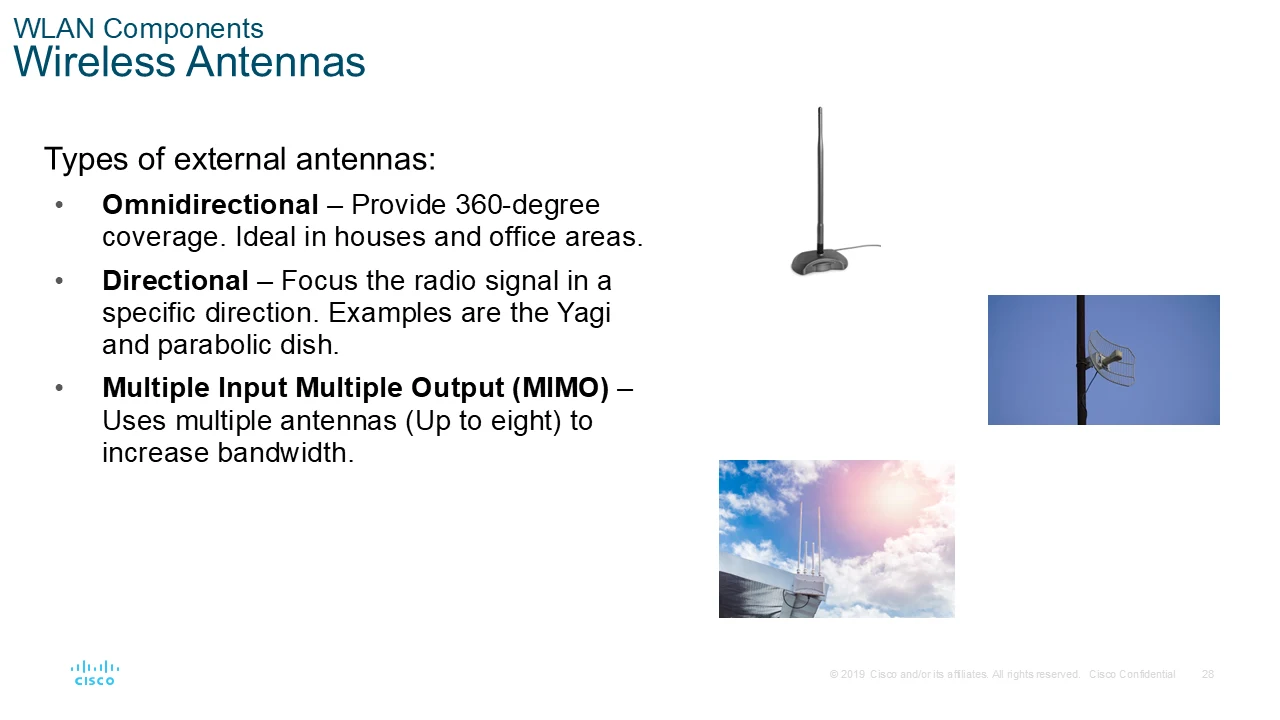 WLAN Components
Wireless Antennas
Types of external antennas:
• Omnidirectional – Provide 360-degree
coverage. Ideal in houses and office areas.
• Directional – Focus the radio signal in a
specific direction. Examples are the Yagi
and parabolic dish.
• Multiple Input Multiple Output (MIMO) –
Uses multiple antennas (Up to eight) to
increase bandwidth.
CISCO
© 2019 Cisco and/or its affiliates. All rights reserved. Cisco Confidential 28